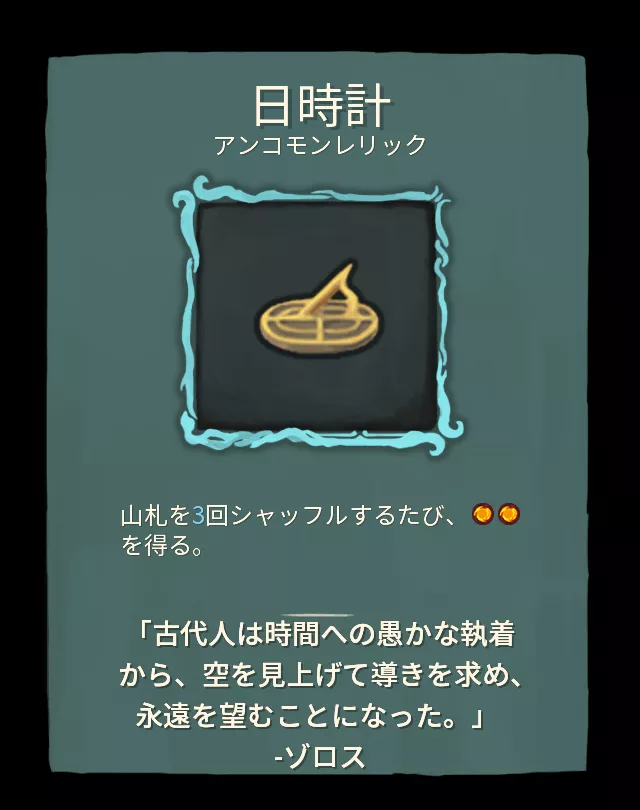 日時計
アンコモンレリック
山札を3回シャッフルするたび、
を得る。
「古代人は時間への愚かな執着
から、空を見上げて導きを求め、
永遠を望むことになった。」
-ゾロス